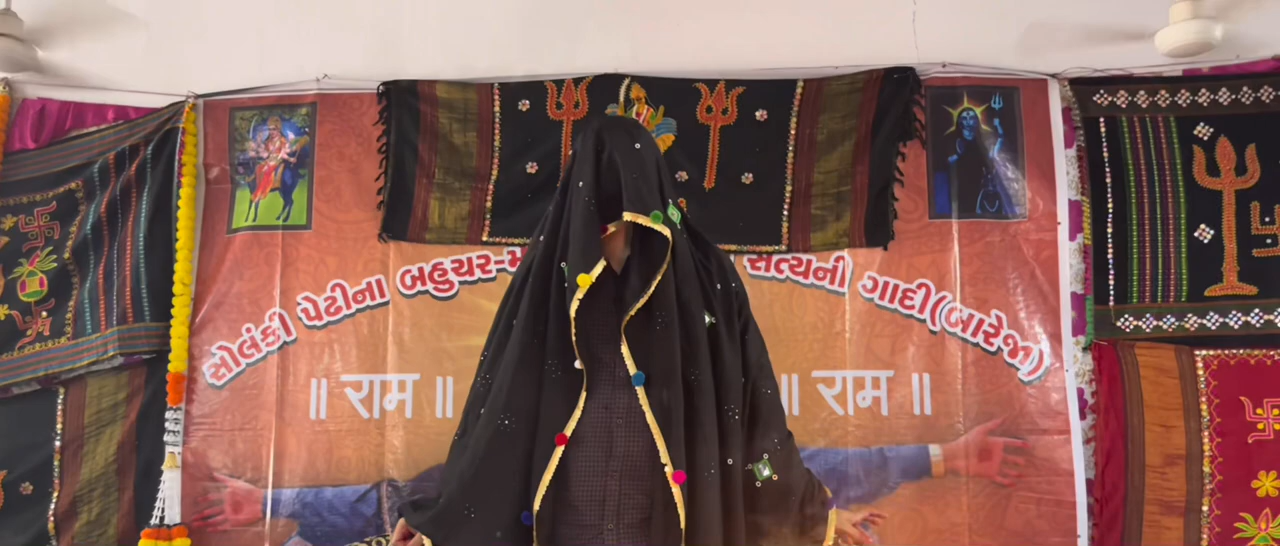 સોલંકી પેઢીના બહુચર-મ સત્યની ગાદી(બારેજા)
॥ राम ॥ ॥ राम ॥